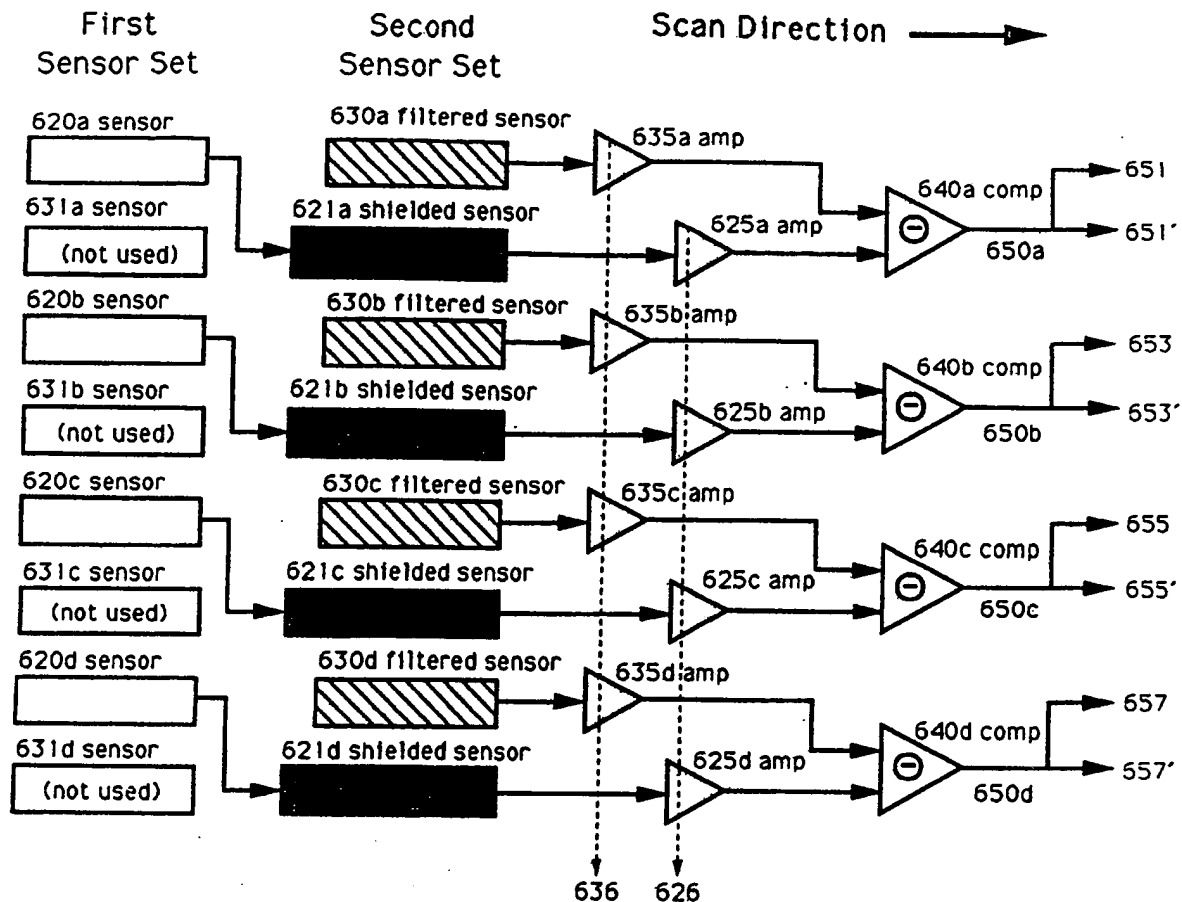 First Sensor Set
Second Sensor Set
Scan Direction
620a sensor
630a filtered sensor
635a amp
651
640a comp
631a sensor
(not used)
621a shielded sensor
625a amp
650a
651′
620b sensor
630b filtered sensor
635b amp
653
640b comp
631b sensor
(not used)
621b shielded sensor
625b amp
650b
653′
620c sensor
630c filtered sensor
635c amp
655
640c comp
631c sensor
(not used)
621c shielded sensor
625c amp
650c
655′
620d sensor
630d filtered sensor
635d amp
657
640d comp
631d sensor
(not used)
621d shielded sensor
625d amp
650d
657′
636
626